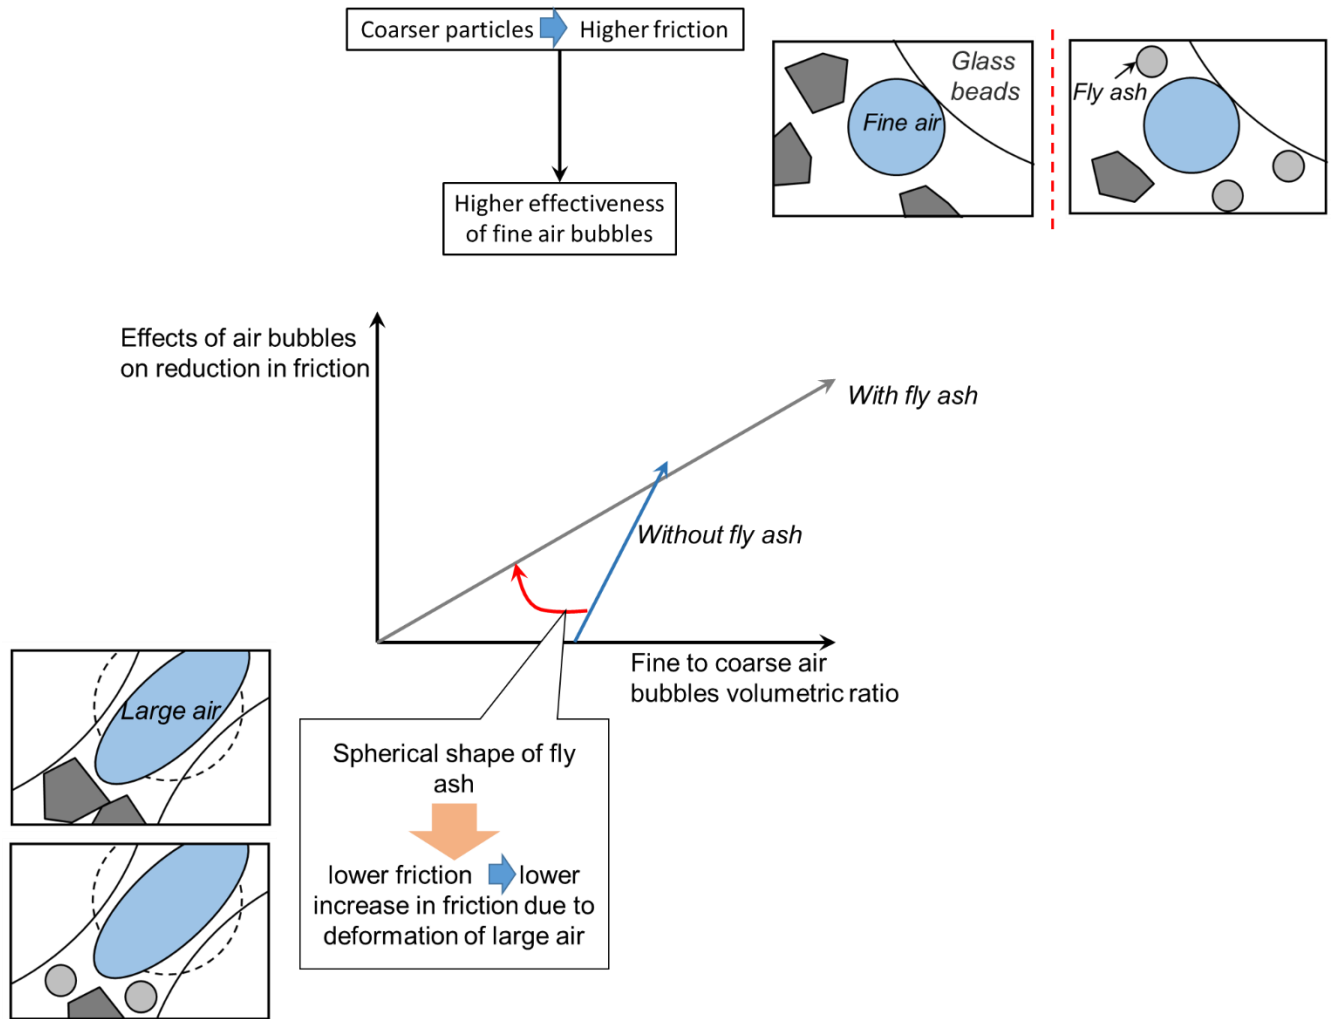 Coarser particles Higher friction
Higher effectiveness
of fine air bubbles
Glass
beads
Fine air
Fly ash
Effects of air bubbles
on reduction in friction
With fly ash
Without fly ash
Fine to coarse air
bubbles volumetric ratio
Large air
Spherical shape of fly
ash
lower friction lower
increase in friction due to
deformation of large air